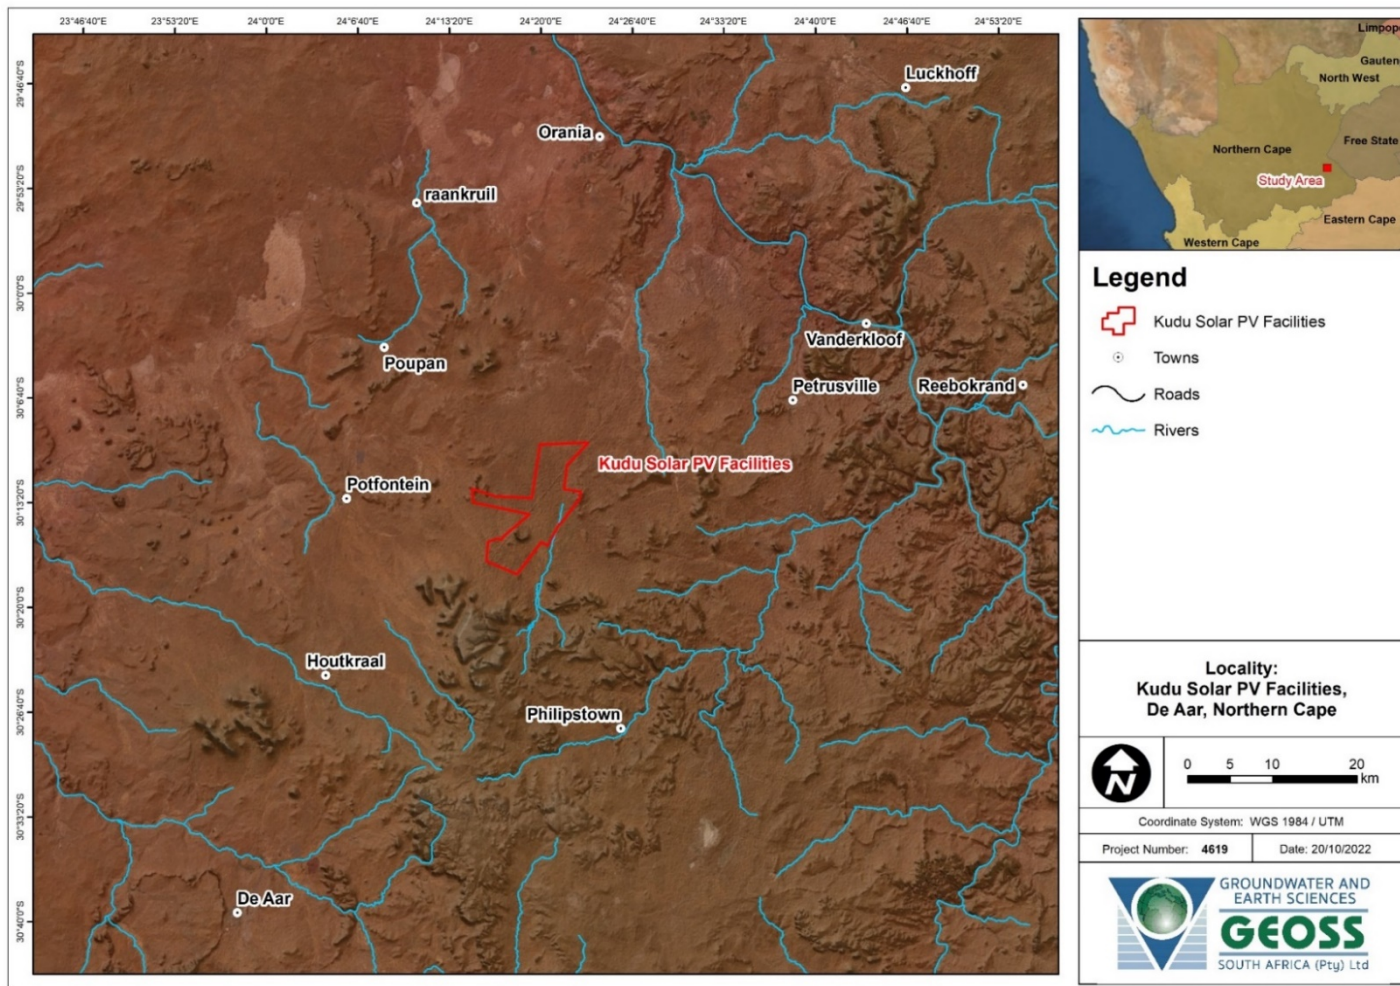 23°46'40"E 23°53'20"E 24°0'0"E 24°6'40"E 24°13'20"E 24°20'0"E 24°26'40"E 24°33'20"E 24°40'0"E 24°46'40"E 24°53'20"E
29°46'40"S
29°53'20"S
30°0'0"S
30°6'40"S
30°13'20"S
30°20'0"S
30°26'40"S
30°33'20"S
30°40'0"S
Luckhoff
Orania
raankruil
Poupan
Vanderkloof
Petrusville
Reebokrand
Kudu Solar PV Facilities
Potfontein
Houtkraal
Philipstown
De Aar
Limpopo
Gauten
North West
Free State
Northern Cape
Study Area
Eastern Cape
Western Cape
Legend
Kudu Solar PV Facilities
Towns
Roads
Rivers
Locality:
Kudu Solar PV Facilities,
De Aar, Northern Cape
N
0 5 10 20
km
Coordinate System: WGS 1984 / UTM
Project Number: 4619
Date: 20/10/2022
GROUNDWATER AND
EARTH SCIENCES
GEOSS
SOUTH AFRICA (Pty) Ltd